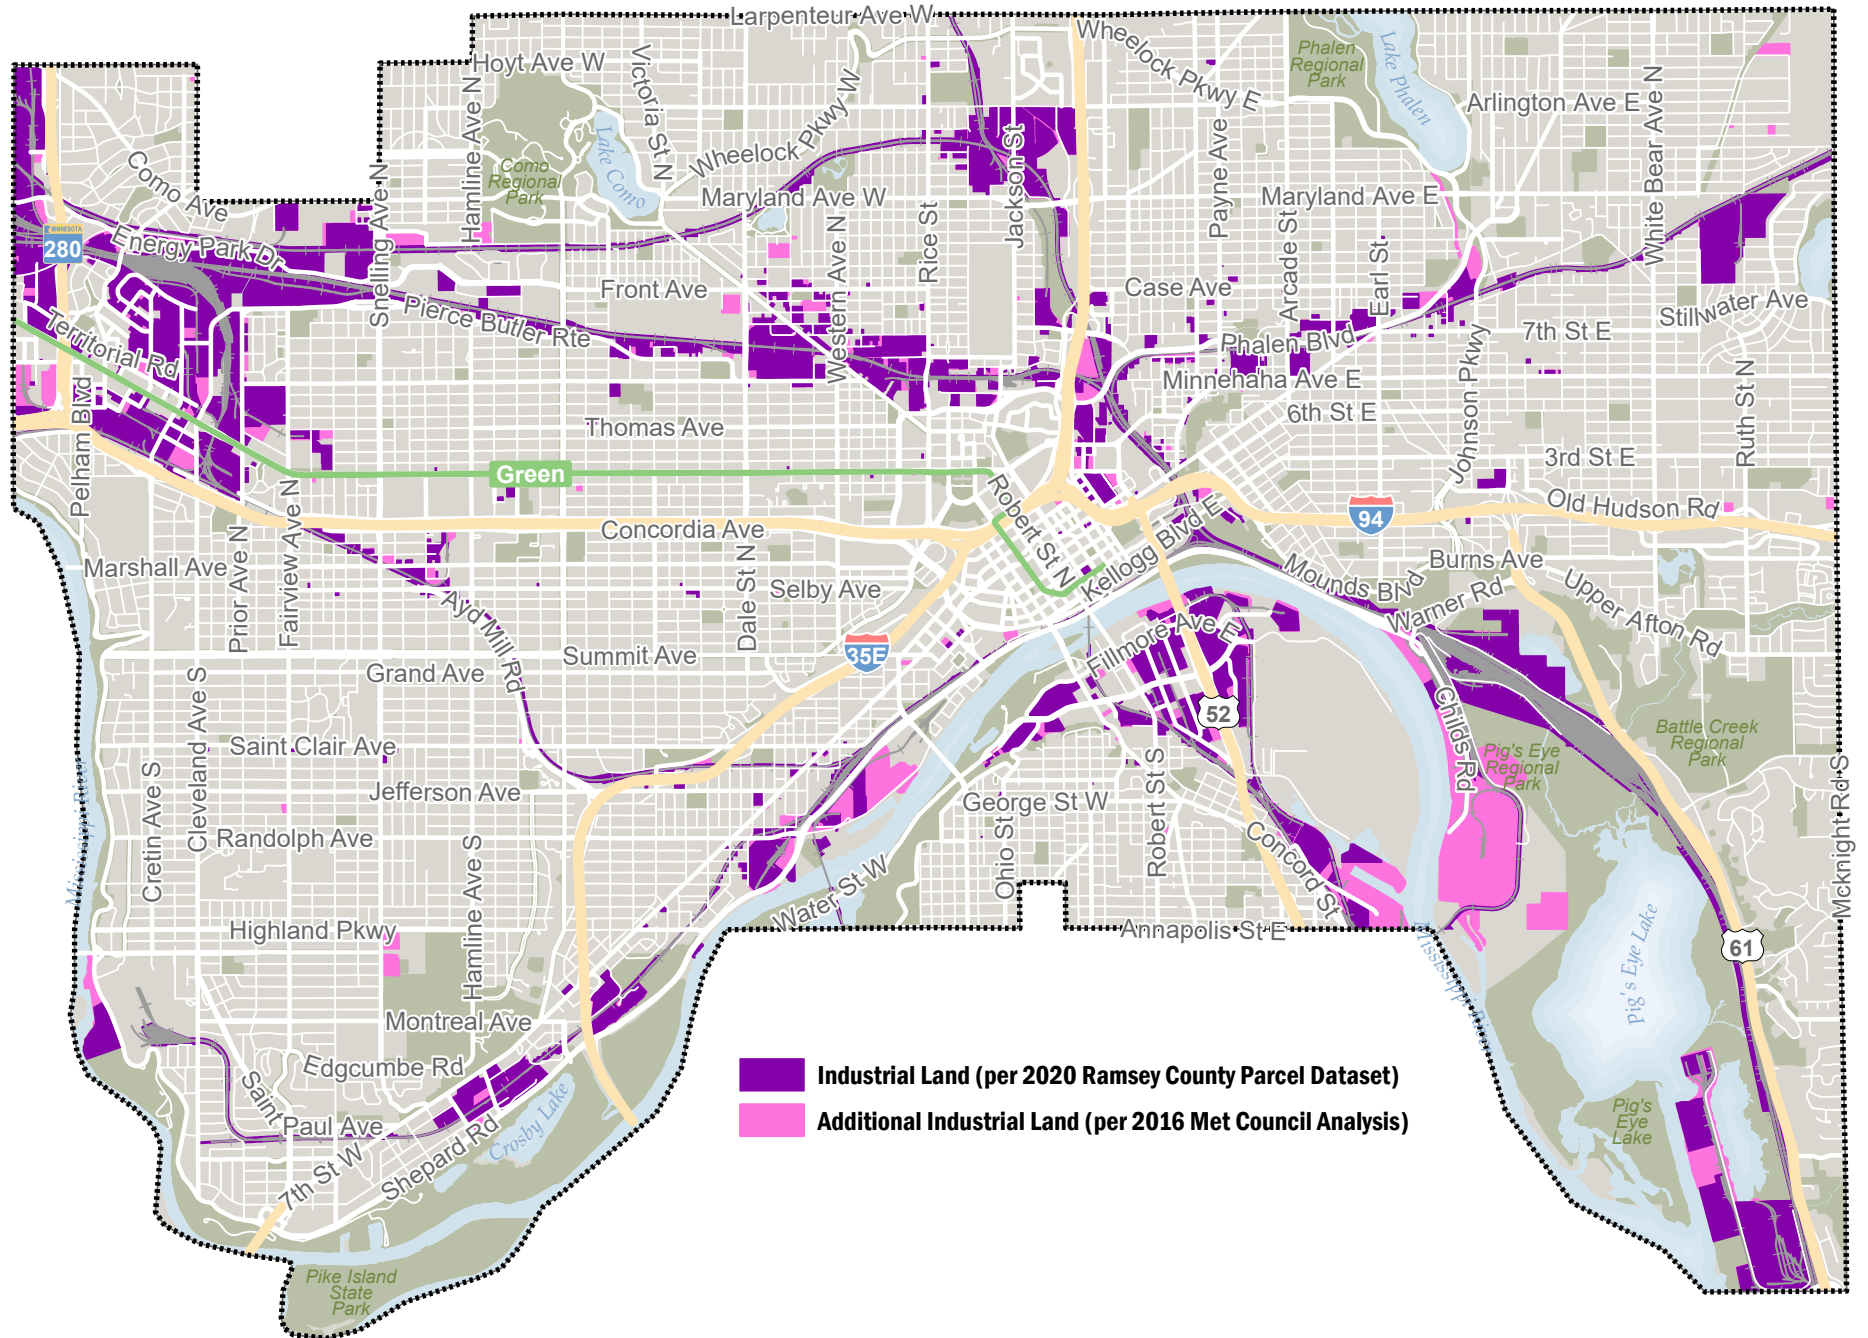 Larpenteur Ave W
Wheelock Pkwy E
Phalen
Regional
Park
Lake Phalen
Hoyt Ave W
Victoria St N
Hamline Ave N
Wheelock Pkwy W
Arlington Ave E
White Bear Ave N
Como Ave
Como
Regional
Park
Lake Como
Maryland Ave W
Jackson St
Payne Ave
Maryland Ave E
MINNESOTA
280
Energy Park Dr
Snelling Ave N
Western Ave N
Rice St
Arcade St
Earl St
Front Ave
Case Ave
Stillwater Ave
Pierce Butler Rte
Territorial Rd
Phalen Blvd
7th St E
Minnehaha Ave E
Johnson Pkwy
Ruth St N
Pelham Blvd
Thomas Ave
6th St E
Green
3rd St E
Robert St N
Old Hudson Rd
94
Prior Ave N
Fairview Ave N
Concordia Ave
Dale St N
Kellogg Blvd E
Marshall Ave
Selby Ave
Mounds Blvd
Burns Ave
Warner Rd
Upper Afton Rd
Ayd Mill Rd
35E
Fillmore Ave E
Summit Ave
Grand Ave
Cleveland Ave S
52
Childs Rd
Saint Clair Ave
Robert St S
Pig's Eye
Regional
Park
Battle Creek
Regional
Park
Mississippi River
Cretin Ave S
Jefferson Ave
George St W
Ohio St
Mcknight Rd S
Randolph Ave
Hamline Ave S
Concord St
Water St W
Highland Pkwy
Annapolis St E
Mississippi River
Pig's Eye Lake
61
Montreal Ave
Edgcumbe Rd
Industrial Land (per 2020 Ramsey County Parcel Dataset)
Saint
Paul Ave
Crosby Lake
Additional Industrial Land (per 2016 Met Council Analysis)
Pig's
Eye
Lake
7th St W
Shepard Rd
Pike Island
State
Park